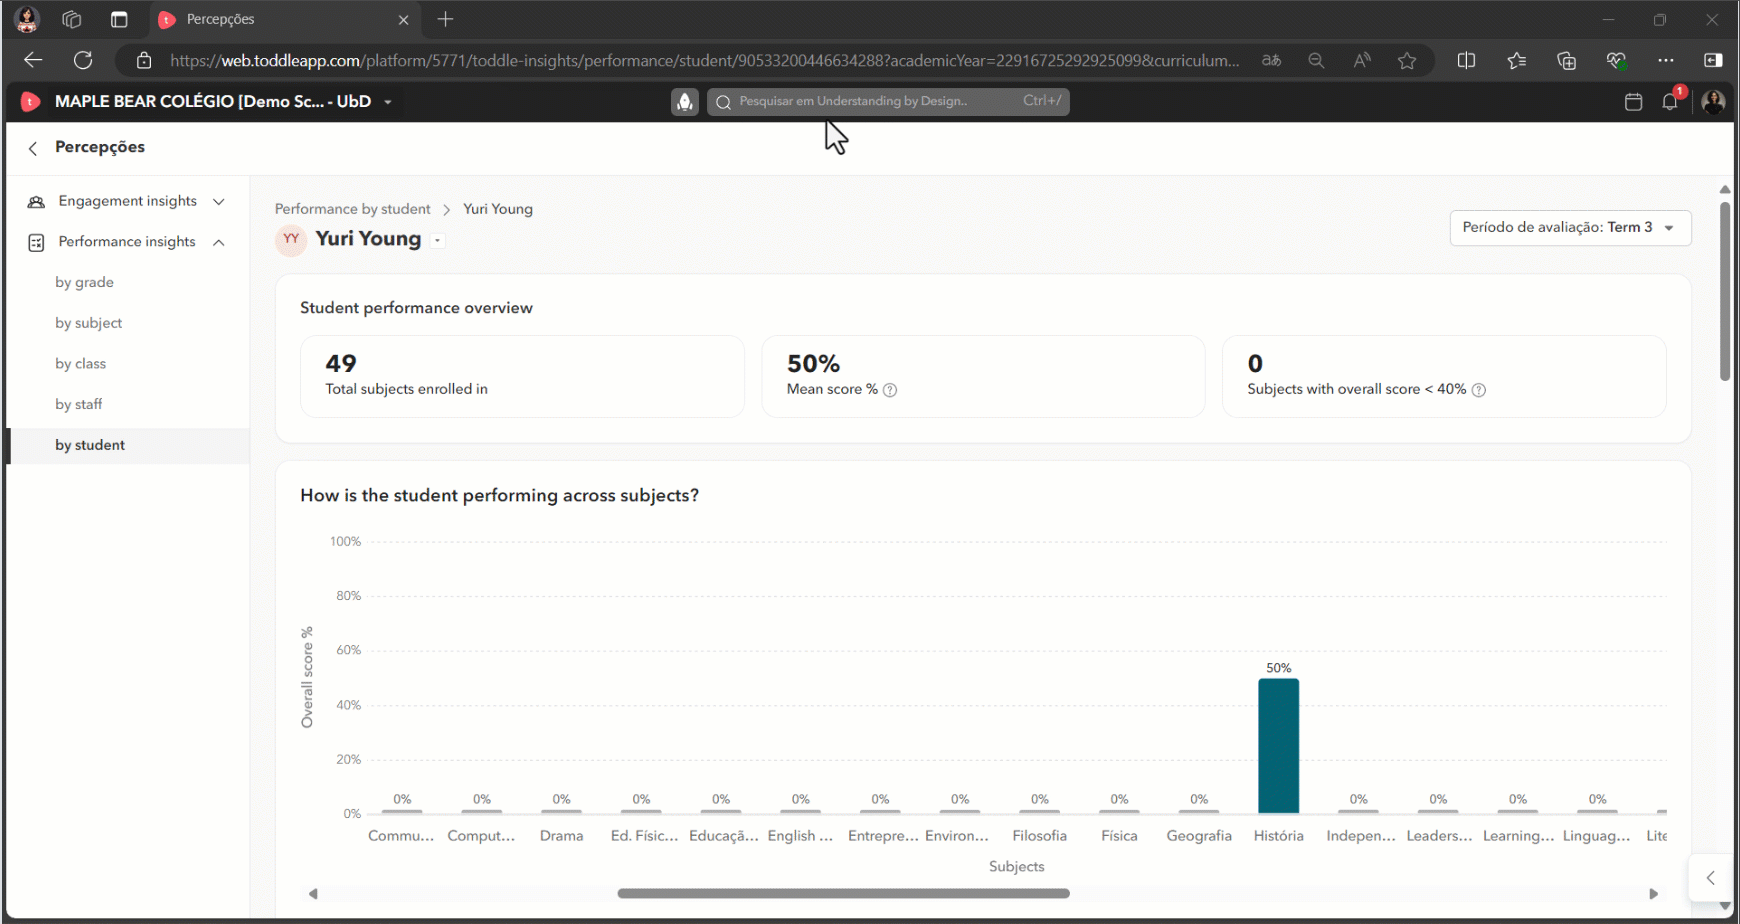 Percepções
https://web.toddleapp.com/platform/5771/toddle-insights/performance/student/90533200446634288?academicYear=22916725292925099&curriculum...
MAPLE BEAR COLÉGIO [Demo Sc... - UbD
Pesquisar em Understanding by Design..
Ctrl+/
1
Percepções
Engagement insights
Performance insights
by grade
by subject
by class
by staff
by student
Performance by student > Yuri Young
YY
Yuri Young
Período de avaliação: Term 3
Student performance overview
49
Total subjects enrolled in
50%
Mean score % ?
0
Subjects with overall score < 40% ?
How is the student performing across subjects?
Overall score %
100%
80%
60%
40%
20%
0%
50%
0% 0% 0% 0% 0% 0% 0% 0% 0% 0% 0% 0% 0% 0% 0%
Commu... Comput... Drama Ed. Físic... Educaçã... English ... Entrepre... Environ... Filosofia Física Geografia História Indepen... Leaders... Learning... Linguag... Lite
Subjects